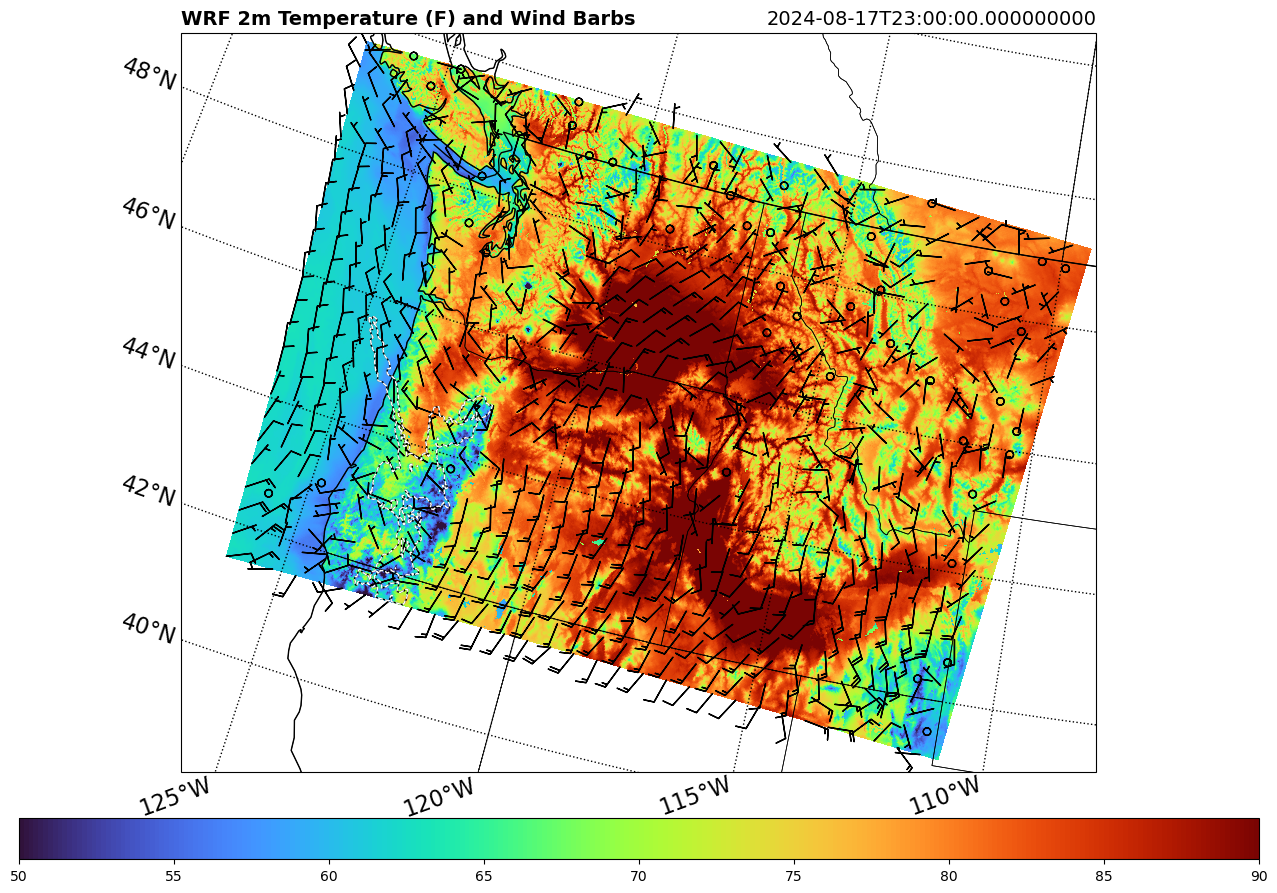 WRF 2m Temperature (F) and Wind Barbs 2024-08-17T23:00:00.000000000
48°N
46°N
44°N
42°N
40°N
125°W 120°W 115°W 110°W
50 55 60 65 70 75 80 85 90